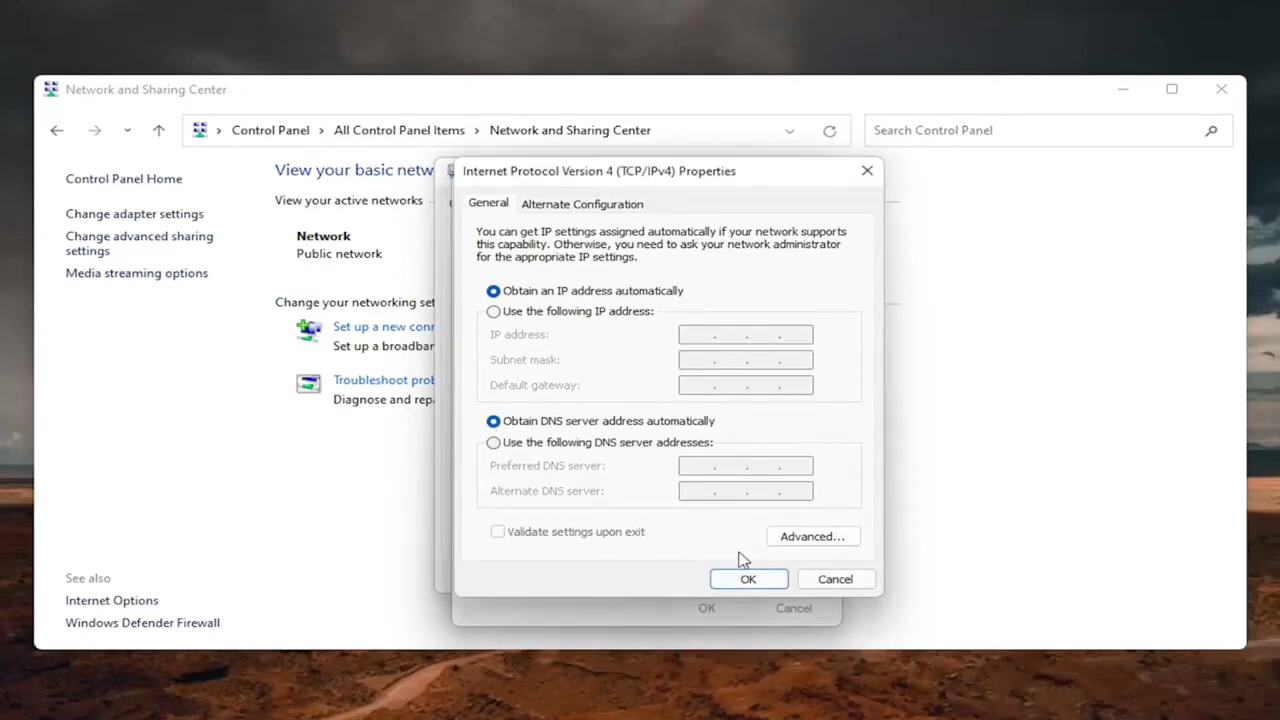 Network and Sharing Center
Control Panel > All Control Panel Items > Network and Sharing Center
Search Control Panel
Control Panel Home
Change adapter settings
Change advanced sharing
settings
Media streaming options
See also
Internet Options
Windows Defender Firewall
View your basic netw
View your active networks
Network
Public network
Change your networking set
Set up a new conn
Set up a broadbar
Troubleshoot prob
Diagnose and repa
Internet Protocol Version 4 (TCP/IPv4) Properties
General
Alternate Configuration
You can get IP settings assigned automatically if your network supports
this capability. Otherwise, you need to ask your network administrator
for the appropriate IP settings.
Obtain an IP address automatically
Use the following IP address:
IP address:
Subnet mask:
Default gateway:
Obtain DNS server address automatically
Use the following DNS server addresses:
Preferred DNS server:
Alternate DNS server:
Validate settings upon exit
Advanced...
OK
Cancel
OK
Cancel